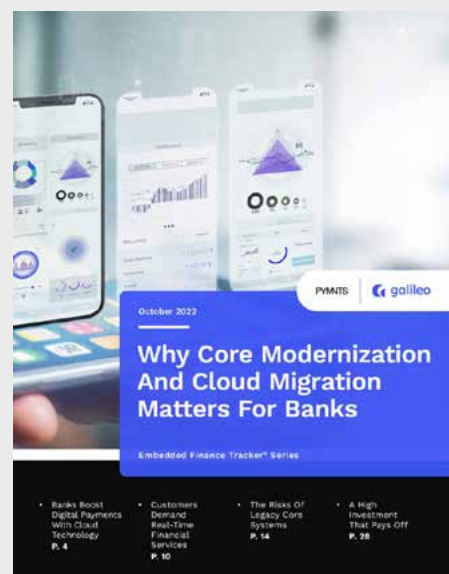 PYMNTS
galileo
October 2022
Why Core Modernization
And Cloud Migration
Matters For Banks
Embedded Finance Tracker® Series
• Banks Boost
Digital Payments
With Cloud
Technology
P. 4
• Customers
Demand
Real-Time
Financial
Services
P. 10
• The Risks Of
Legacy Core
Systems
P. 14
• A High
Investment
That Pays Off
P. 28